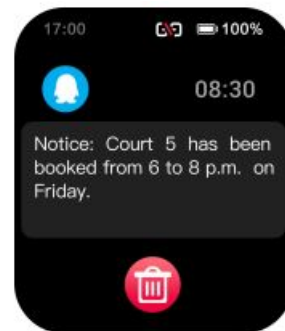 17:00 100%
08:30
Notice: Court 5 has been
booked from 6 to 8 p.m. on
Friday.